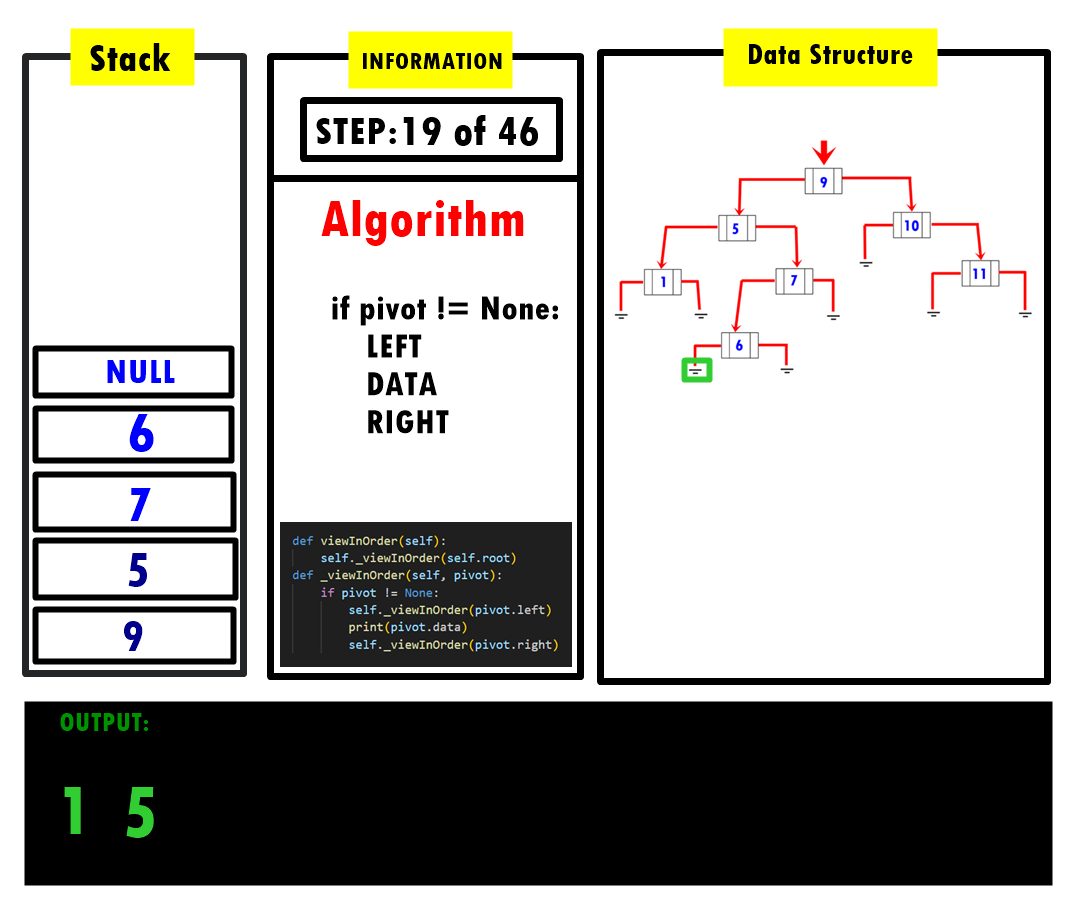 Stack
NULL
6
7
5
9
INFORMATION
STEP:19 of 46
Algorithm
if pivot != None:
LEFT
DATA
RIGHT
def viewInOrder(self):
self._viewInOrder(self.root)
def _viewInOrder(self, pivot):
if pivot != None:
self._viewInOrder(pivot.left)
print(pivot.data)
self._viewInOrder(pivot.right)
Data Structure
9
5
10
1
7
11
6
OUTPUT:
1 5